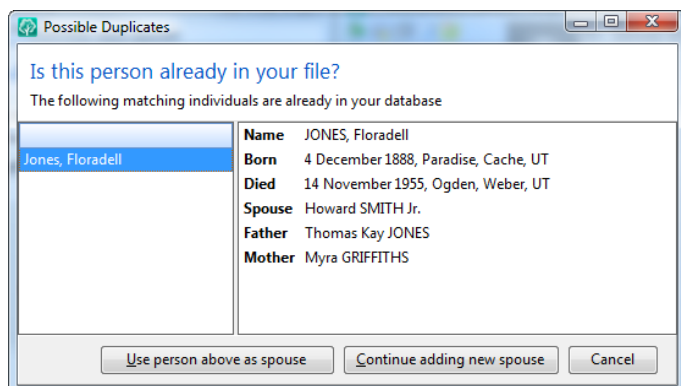 Possible Duplicates
Is this person already in your file?
The following matching individuals are already in your database
Jones, Floradell
Name JONES, Floradell
Born 4 December 1888, Paradise, Cache, UT
Died 14 November 1955, Ogden, Weber, UT
Spouse Howard SMITH Jr.
Father Thomas Kay JONES
Mother Myra GRIFFITHS
Use person above as spouse
Continue adding new spouse
Cancel